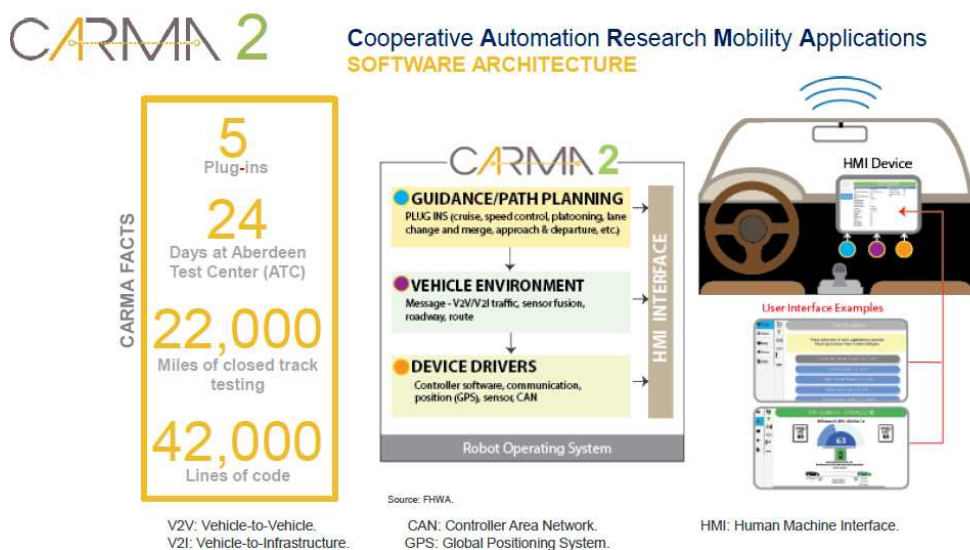 CARMA 2
Cooperative Automation Research Mobility Applications
SOFTWARE ARCHITECTURE
CARMA FACTS
5
Plug-ins
24
Days at Aberdeen
Test Center (ATC)
22,000
Miles of closed track
testing
42,000
Lines of code
CARMA 2
GUIDANCE/PATH PLANNING
PLUG INS (cruise, speed control, platooning, lane
change and merge, approach & departure, etc.)
VEHICLE ENVIRONMENT
Message - V2V/V2I traffic, sensor fusion,
roadway, route
DEVICE DRIVERS
Controller software, communication,
position (GPS), sensor, CAN
HMI INTERFACE
Robot Operating System
HMI Device
User Interface Examples
63
Source: FHWA.
V2V: Vehicle-to-Vehicle.
V2I: Vehicle-to-Infrastructure.
CAN: Controller Area Network.
GPS: Global Positioning System.
HMI: Human Machine Interface.